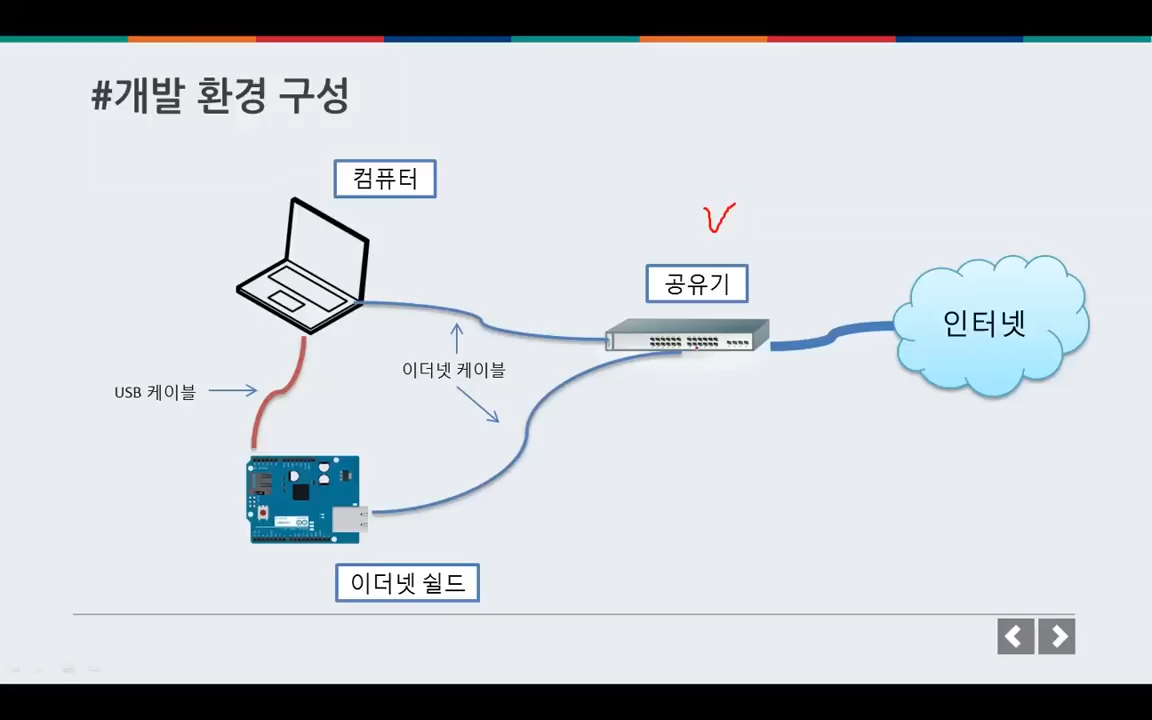 #개발 환경 구성
컴퓨터
공유기
인터넷
이더넷 케이블
USB 케이블
이더넷 쉴드